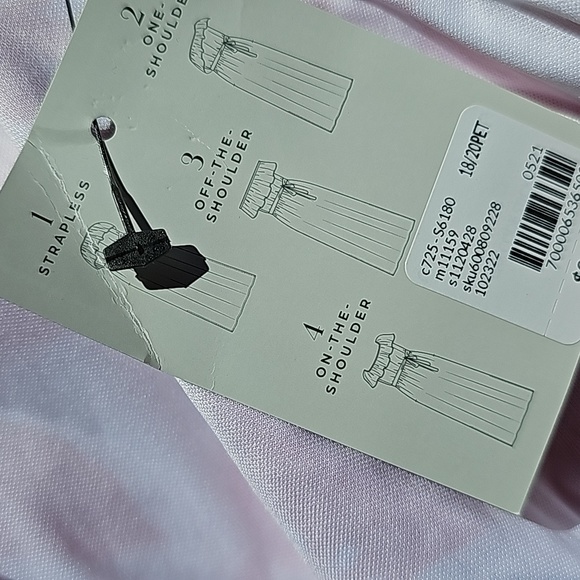 1
STRAPLESS
2
ONE-
SHOULDER
3
OFF-THE-
SHOULDER
4
ON-THE-
SHOULDER
c725-S6180
m11159
s1120428
sku600809228
102322
18/20PET
0521